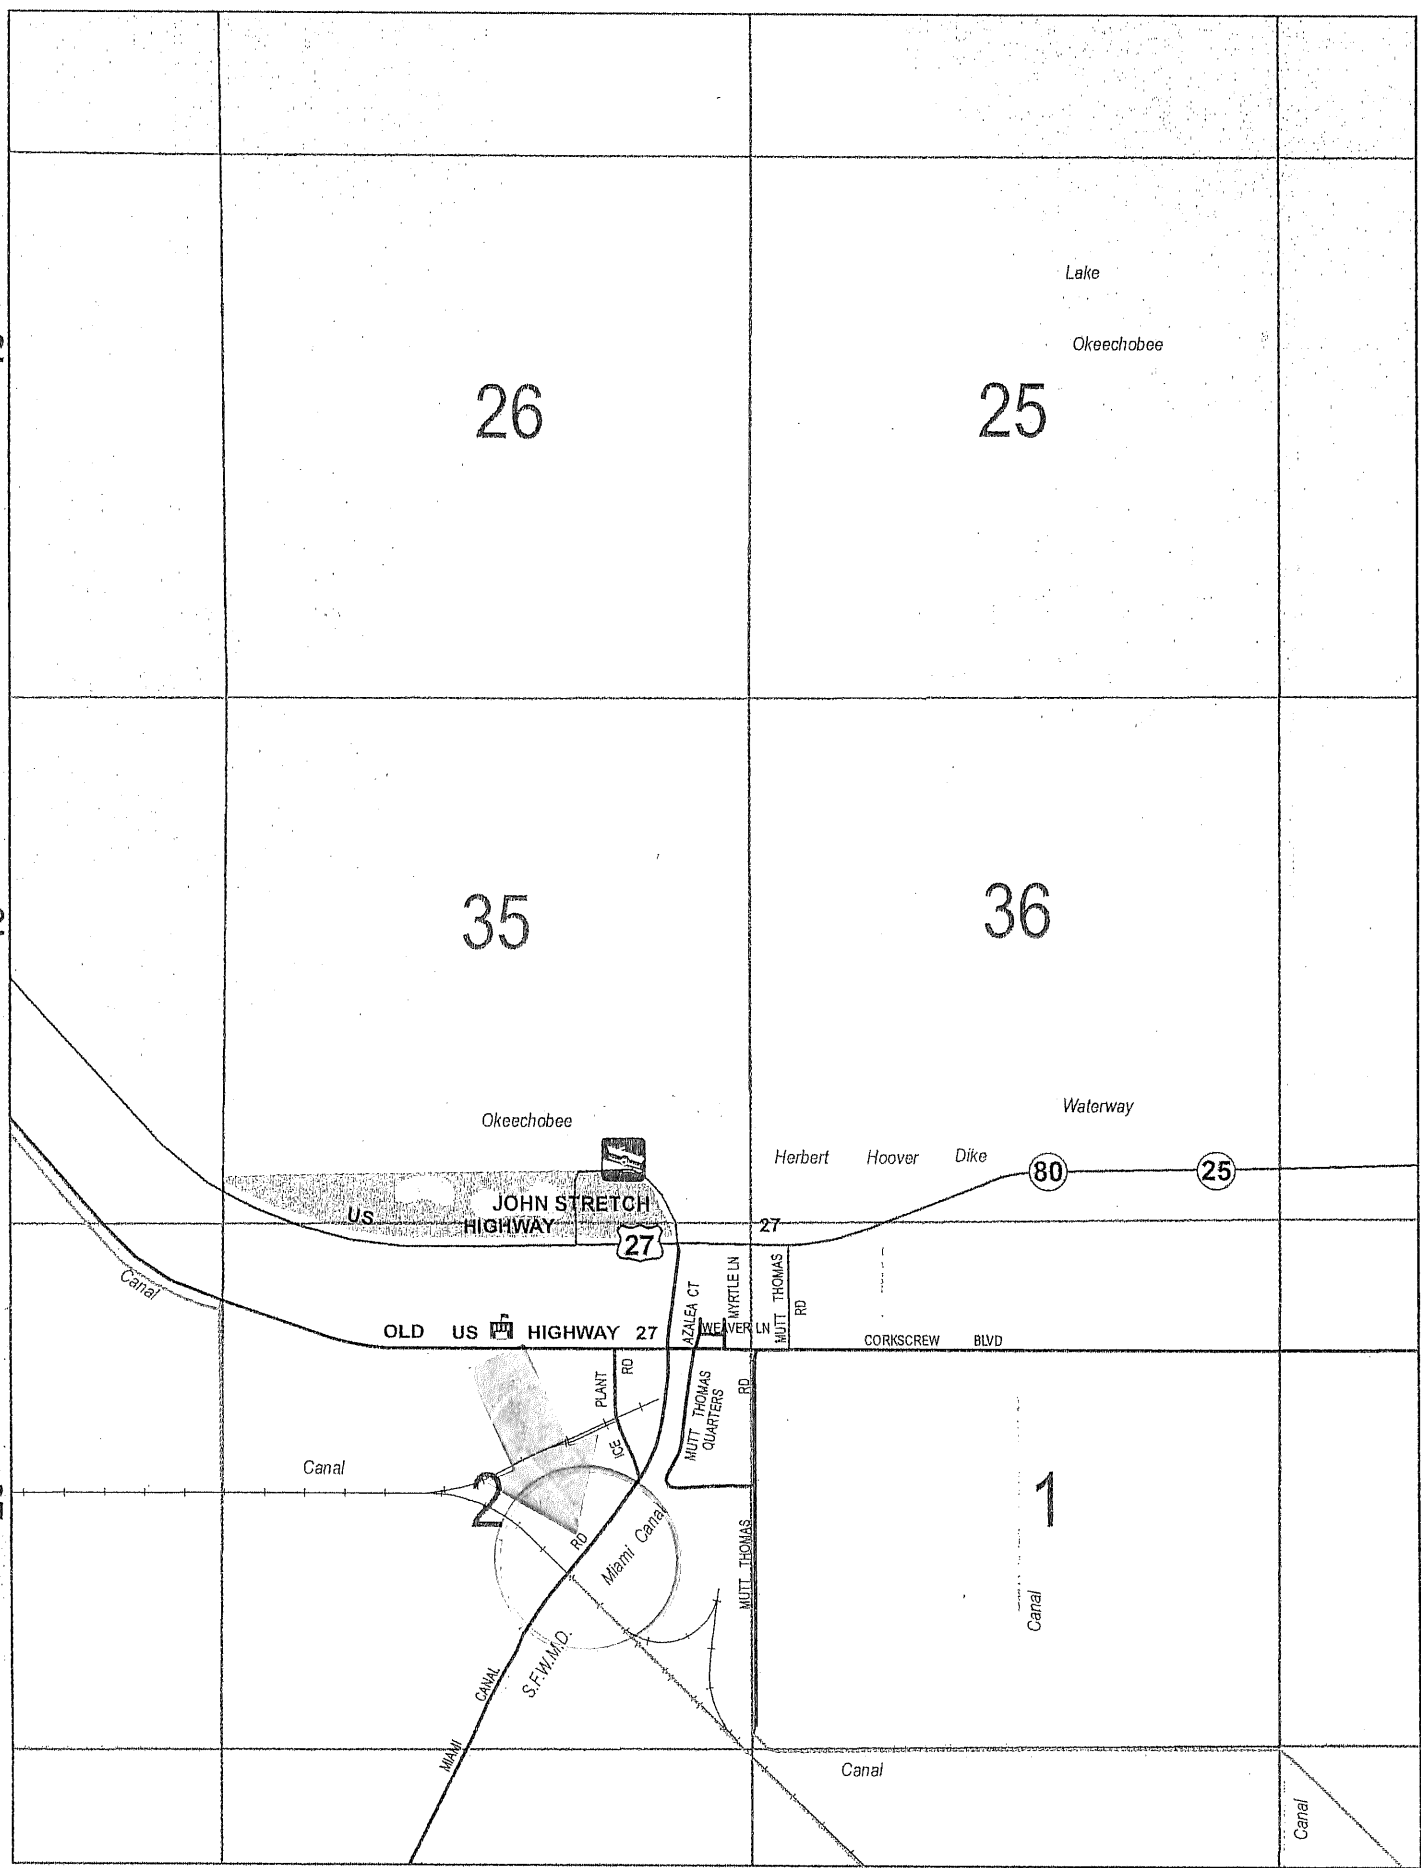 Lake
Okeechobee
26
25
35
36
Okeechobee
Waterway
Herbert Hoover Dike
80
25
JOHN STRETCH
US HIGHWAY 27
27
Canal
AZALEA CT
MYRTLE LN
MUTT THOMAS RD
WEAVER LN
OLD US HIGHWAY 27
CORKSCREW BLVD
ICE PLANT RD
MUTT THOMAS
QUARTERS
MUTT THOMAS RD
Canal
2
1
Miami Canal
S.F.W.M.D.
MIAMI CANAL RD
Canal
Canal
Canal